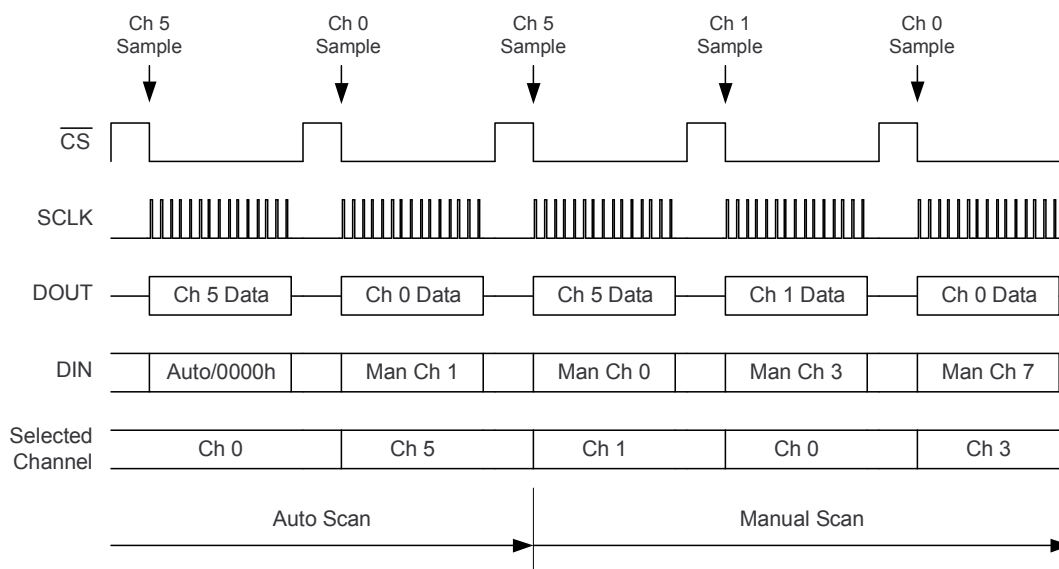 Ch 5 Sample
Ch 0 Sample
Ch 5 Sample
Ch 1 Sample
Ch 0 Sample
CS
SCLK
DOUT
Ch 5 Data
Ch 0 Data
Ch 5 Data
Ch 1 Data
Ch 0 Data
DIN
Auto/0000h
Man Ch 1
Man Ch 0
Man Ch 3
Man Ch 7
Selected Channel
Ch 0
Ch 5
Ch 1
Ch 0
Ch 3
Auto Scan
Manual Scan